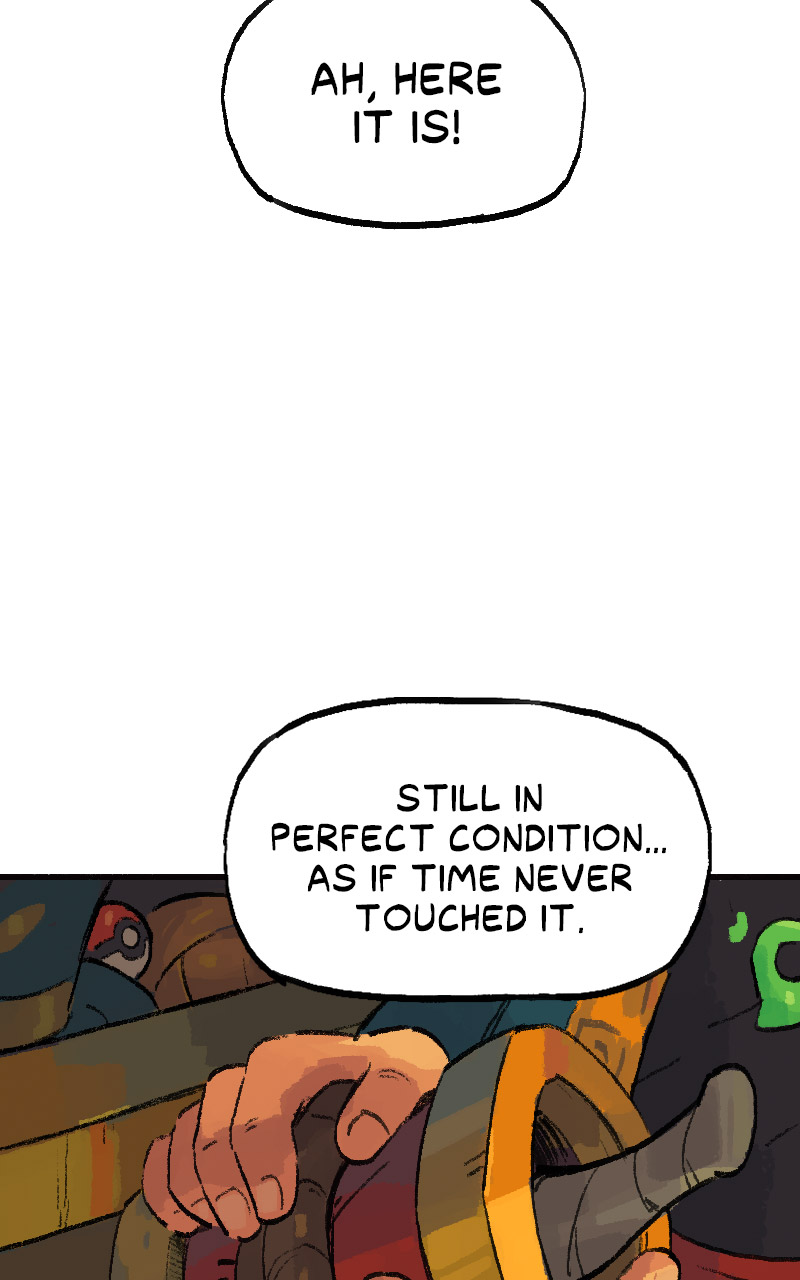 AH, HERE
IT IS!
STILL IN
PERFECT CONDITION...
AS IF TIME NEVER
TOUCHED IT.